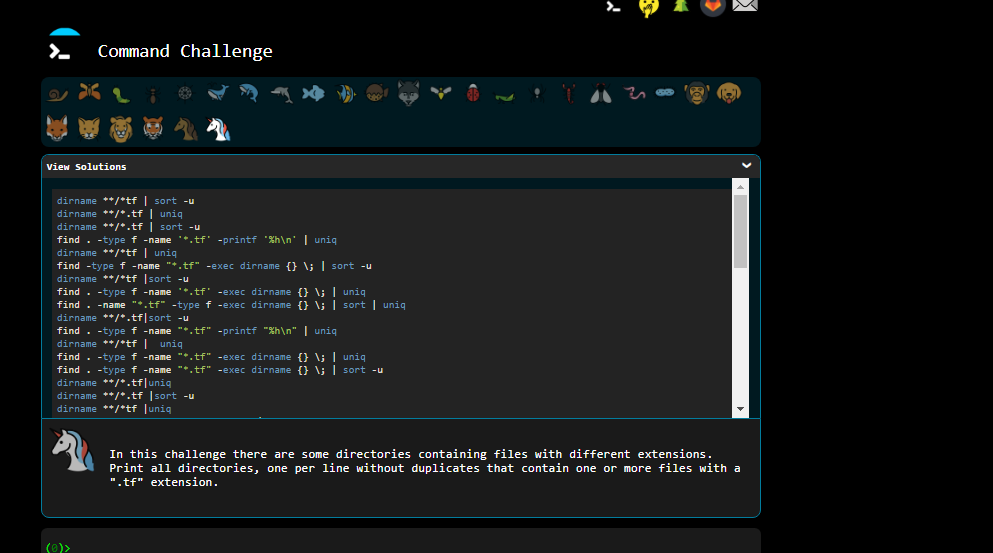 Command Challenge
View Solutions
dirname **/*tf | sort -u
dirname **/*.tf | uniq
dirname **/*.tf | sort -u
find . -type f -name '*.tf' -printf '%h\n' | uniq
dirname **/*tf | uniq
find -type f -name "*.tf" -exec dirname {} \; | sort -u
dirname **/*tf |sort -u
find . -type f -name '*.tf' -exec dirname {} \; | uniq
find . -name "*.tf" -type f -exec dirname {} \; | sort | uniq
dirname **/*.tf|sort -u
find . -type f -name "*.tf" -printf "%h\n" | uniq
dirname **/*tf |  uniq
find . -type f -name "*.tf" -exec dirname {} \; | uniq
find . -type f -name "*.tf" -exec dirname {} \; | sort -u
dirname **/*.tf|uniq
dirname **/*.tf |sort -u
dirname **/*tf |uniq
In this challenge there are some directories containing files with different extensions.
Print all directories, one per line without duplicates that contain one or more files with a
".tf" extension.
(0)>